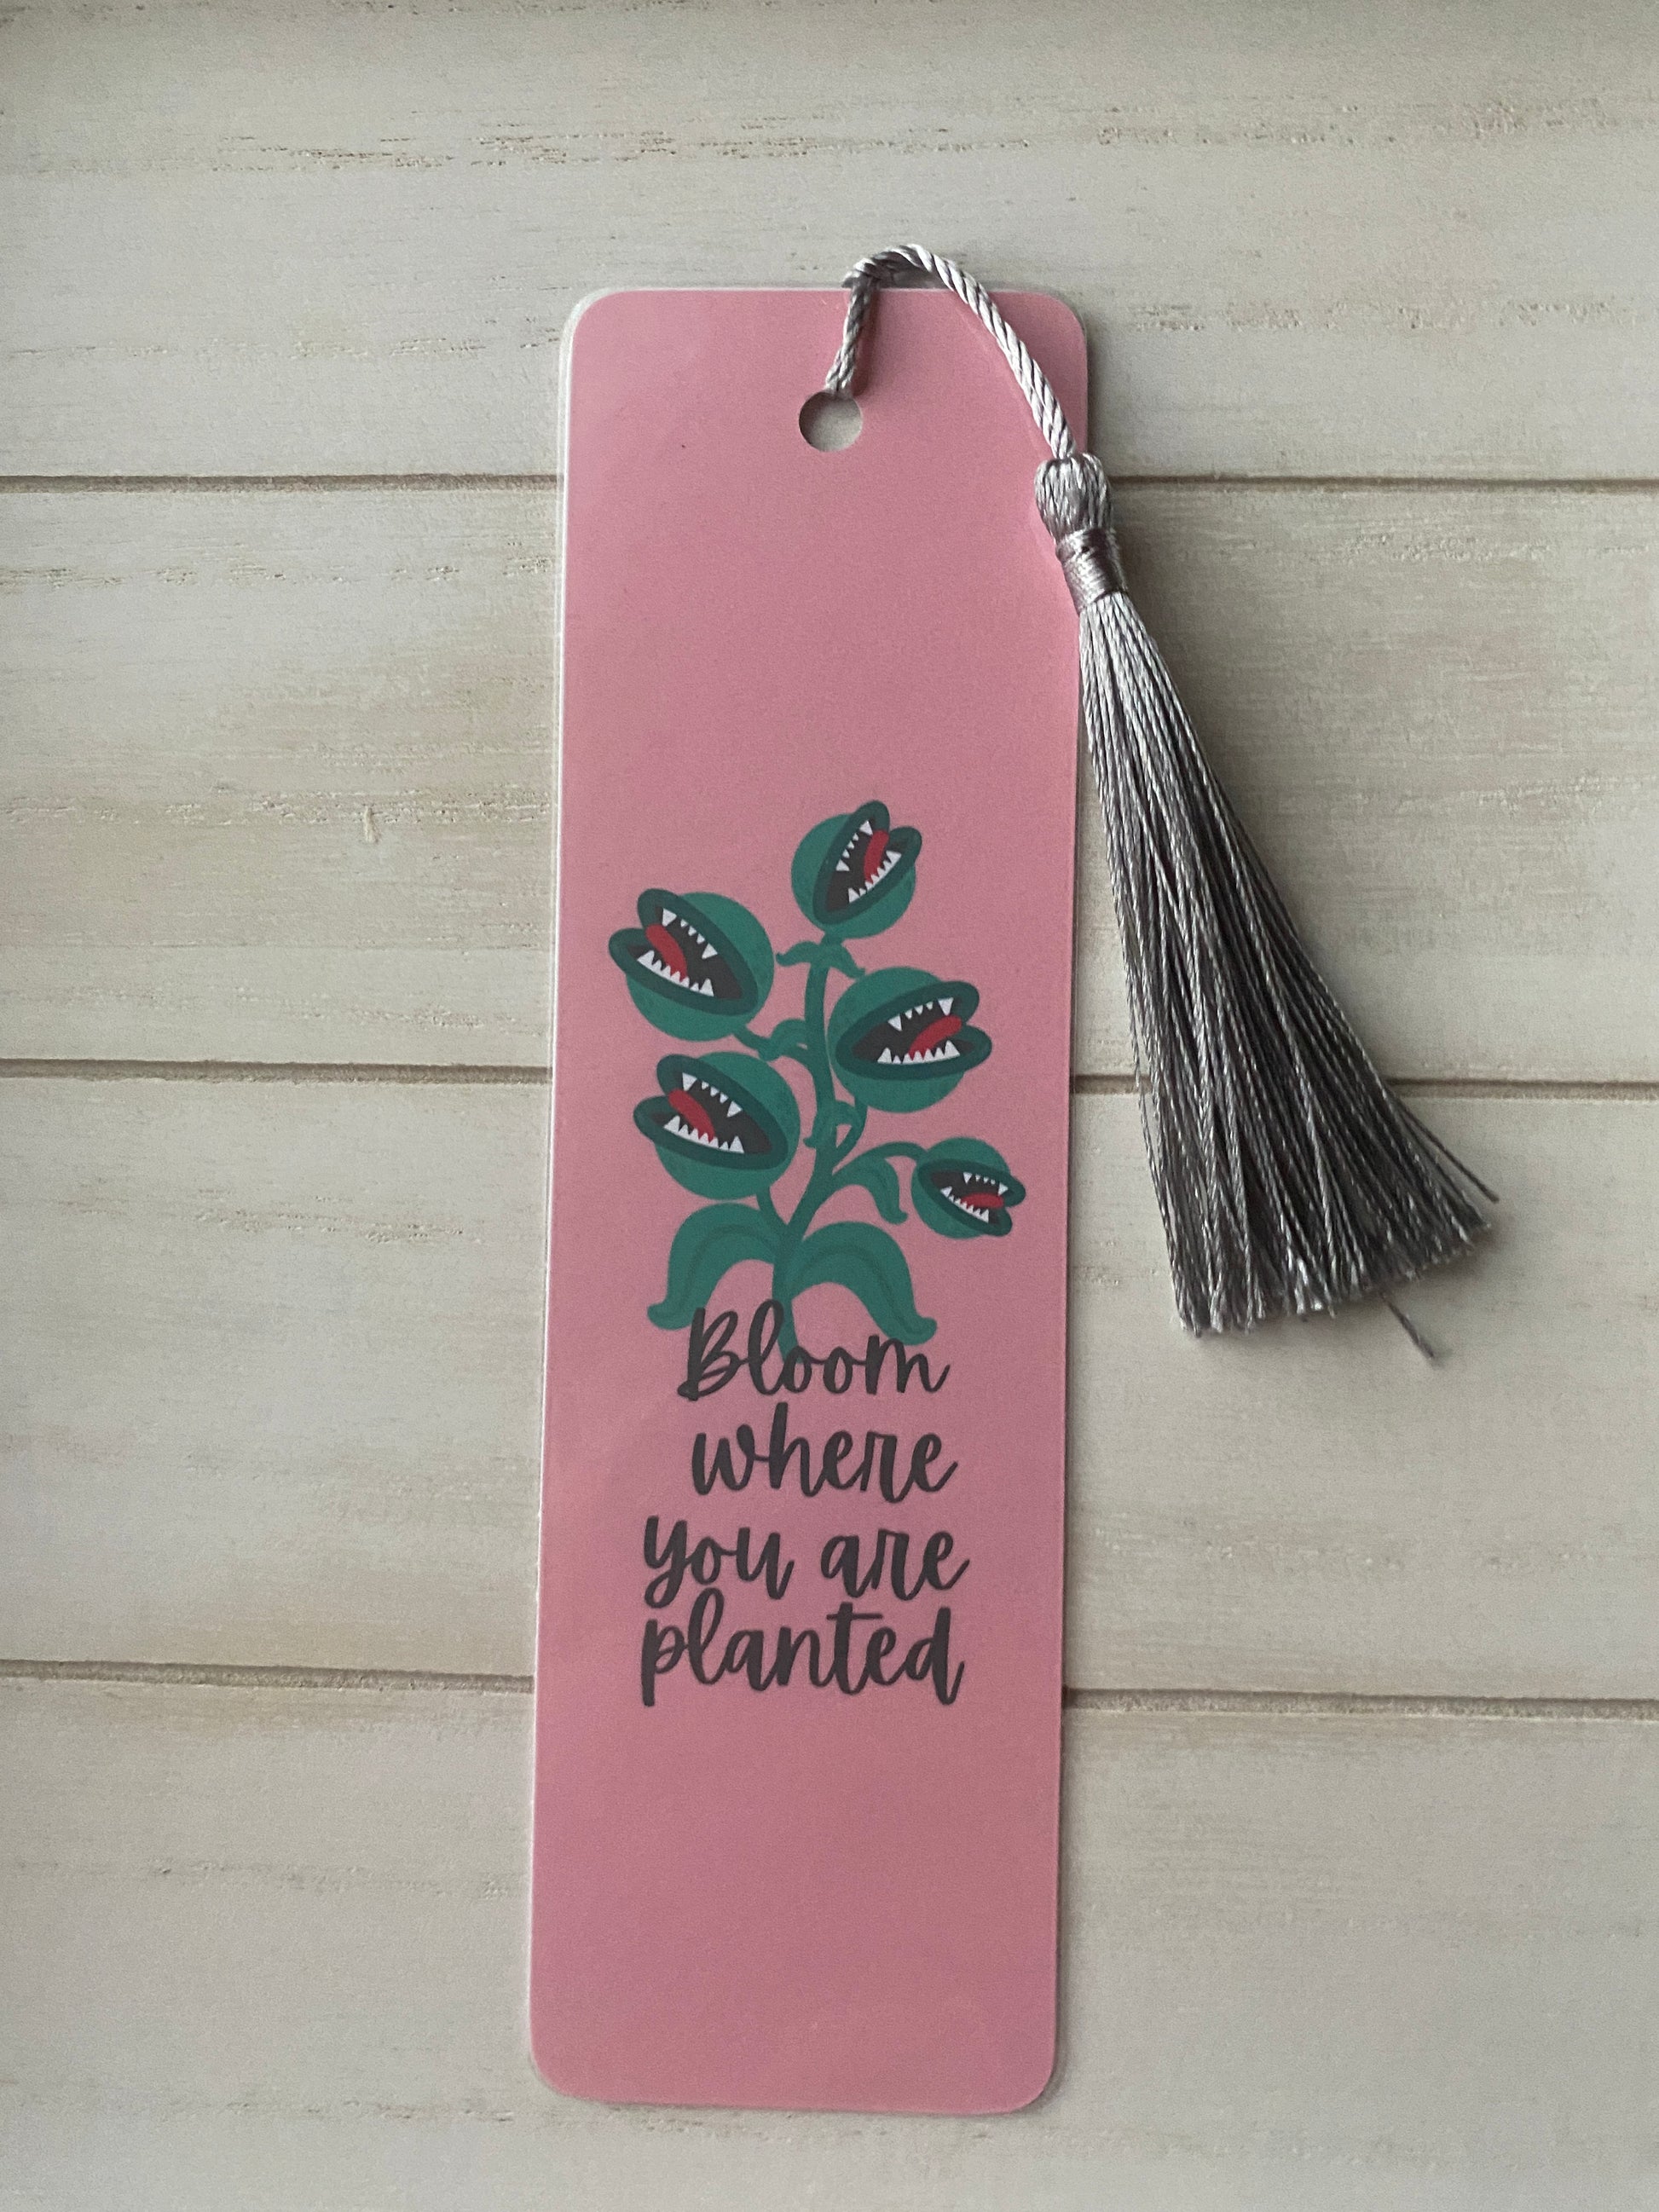 Bloom
where
you are
planted